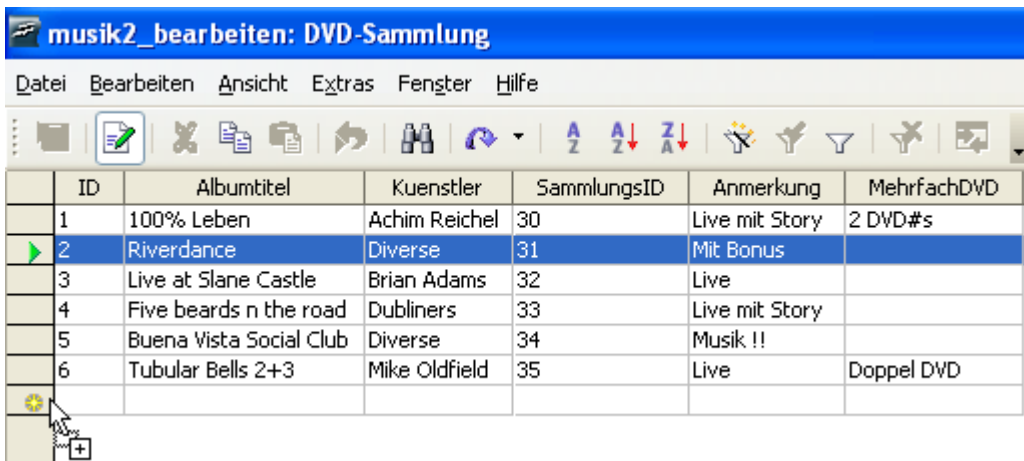 musik2_bearbeiten: DVD-Sammlung
Datei Bearbeiten Ansicht Extras Fenster Hilfe
A Z A Z Z A
ID Albumtitel Kuenstler SammlungsID Anmerkung MehrfachDVD
1 100% Leben Achim Reichel 30 Live mit Story 2 DVD#s
2 Riverdance Diverse 31 Mit Bonus
3 Live at Slane Castle Brian Adams 32 Live
4 Five beards n the road Dubliners 33 Live mit Story
5 Buena Vista Social Club Diverse 34 Musik !!
6 Tubular Bells 2+3 Mike Oldfield 35 Live Doppel DVD